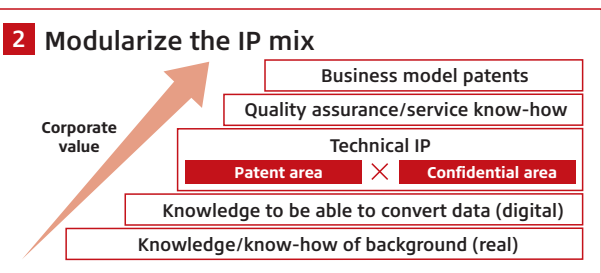 2 Modularize the IP mix
Business model patents
Quality assurance/service know-how
Corporate
value
Technical IP
Patent area × Confidential area
Knowledge to be able to convert data (digital)
Knowledge/know-how of background (real)